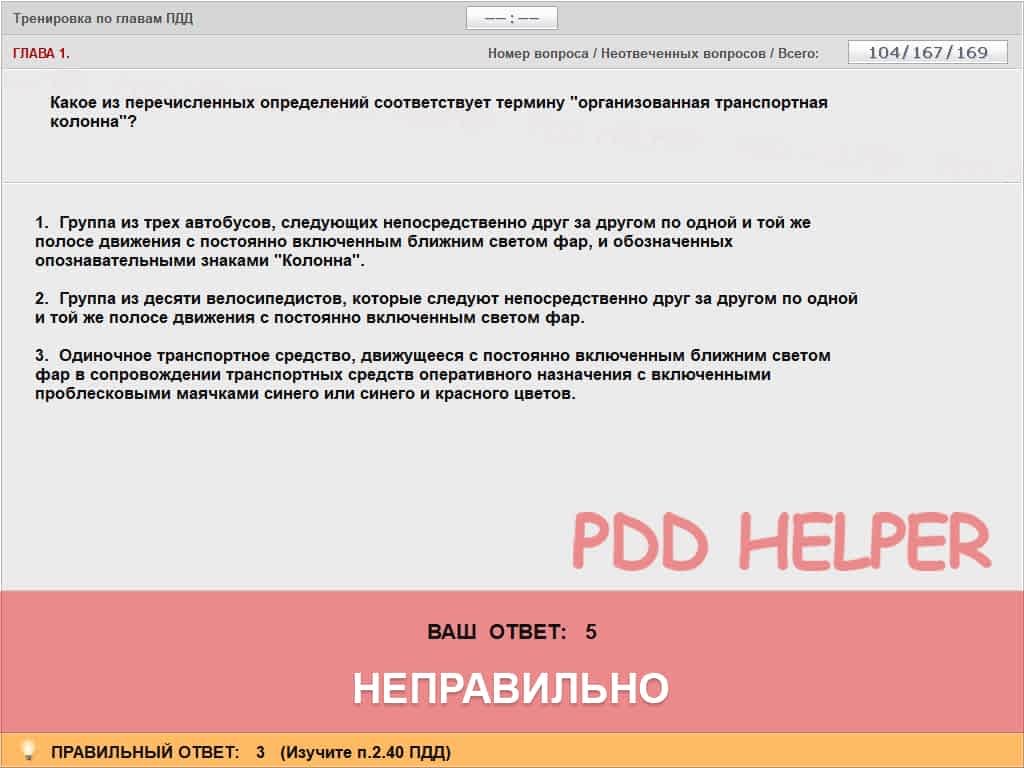 Тренировка по главам ПДД
—— : ——
ГЛАВА 1.
Номер вопроса / Неотвеченных вопросов / Всего:
104/167/169
Какое из перечисленных определений соответствует термину "организованная транспортная
колонна"?
1. Группа из трех автобусов, следующих непосредственно друг за другом по одной и той же
полосе движения с постоянно включенным ближним светом фар, и обозначенных
опознавательными знаками "Колонна".
2. Группа из десяти велосипедистов, которые следуют непосредственно друг за другом по одной
и той же полосе движения с постоянно включенным светом фар.
3. Одиночное транспортное средство, движущееся с постоянно включенным ближним светом
фар в сопровождении транспортных средств оперативного назначения с включенными
проблесковыми маячками синего или синего и красного цветов.
PDD HELPER
ВАШ ОТВЕТ: 5
НЕПРАВИЛЬНО
ПРАВИЛЬНЫЙ ОТВЕТ: 3 (Изучите п.2.40 ПДД)